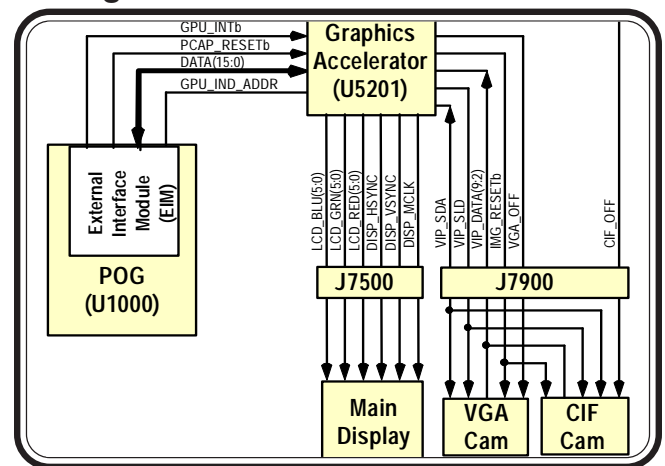 GPU_INTb
PCAP_RESETb
DATA(15:0)
GPU_IND_ADDR
Graphics
Accelerator
(U5201)
External
Interface
Module
(EIM)
POG
(U1000)
LCD_BLU(5:0)
LCD_GRN(5:0)
LCD_RED(5:0)
DISP_HSYNC
DISP_VSYNC
DISP_MCLK
VIP_SDA
VIP_SLD
VIP_DATA(9:2)
IMG_RESETb
VGA_OFF
CIF_OFF
J7500
J7900
Main
Display
VGA
Cam
CIF
Cam